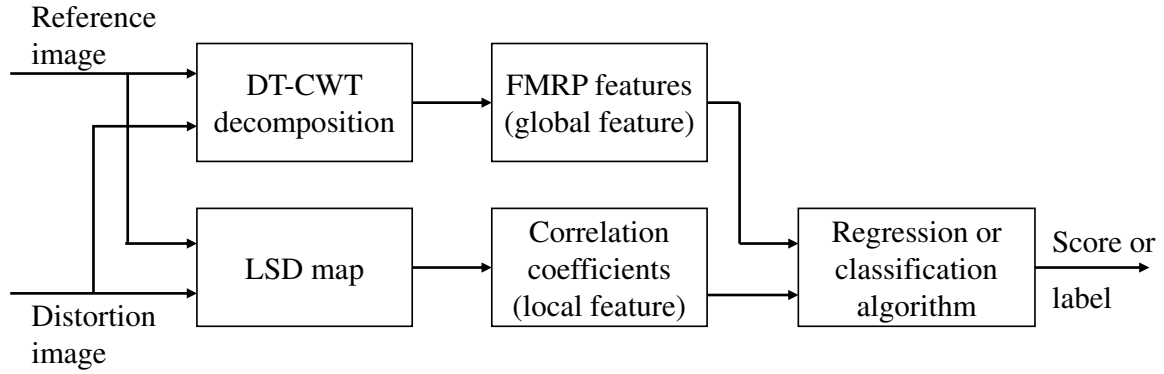 Reference
image
DT-CWT
decomposition
FMRP features
(global feature)
LSD map
Correlation
coefficients
(local feature)
Regression or
classification
algorithm
Score or
label
Distortion
image